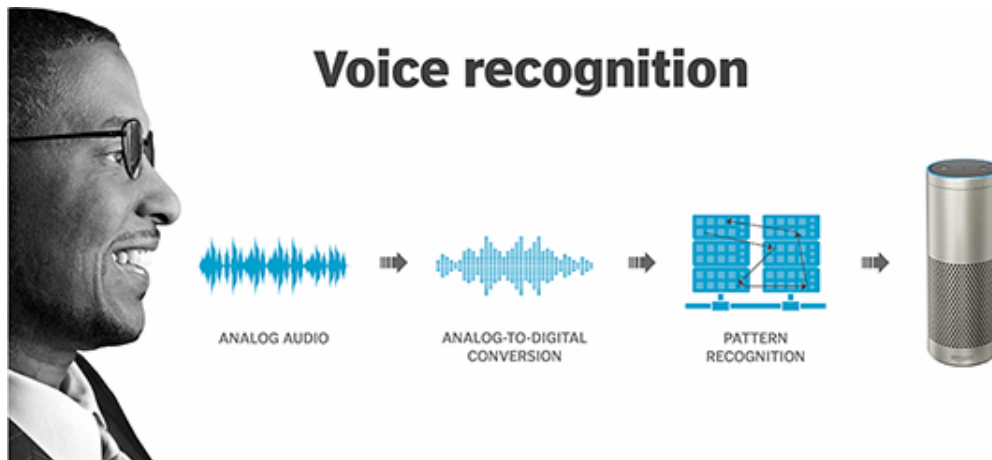 Voice recognition
ANALOG AUDIO
ANALOG-TO-DIGITAL
CONVERSION
PATTERN
RECOGNITION